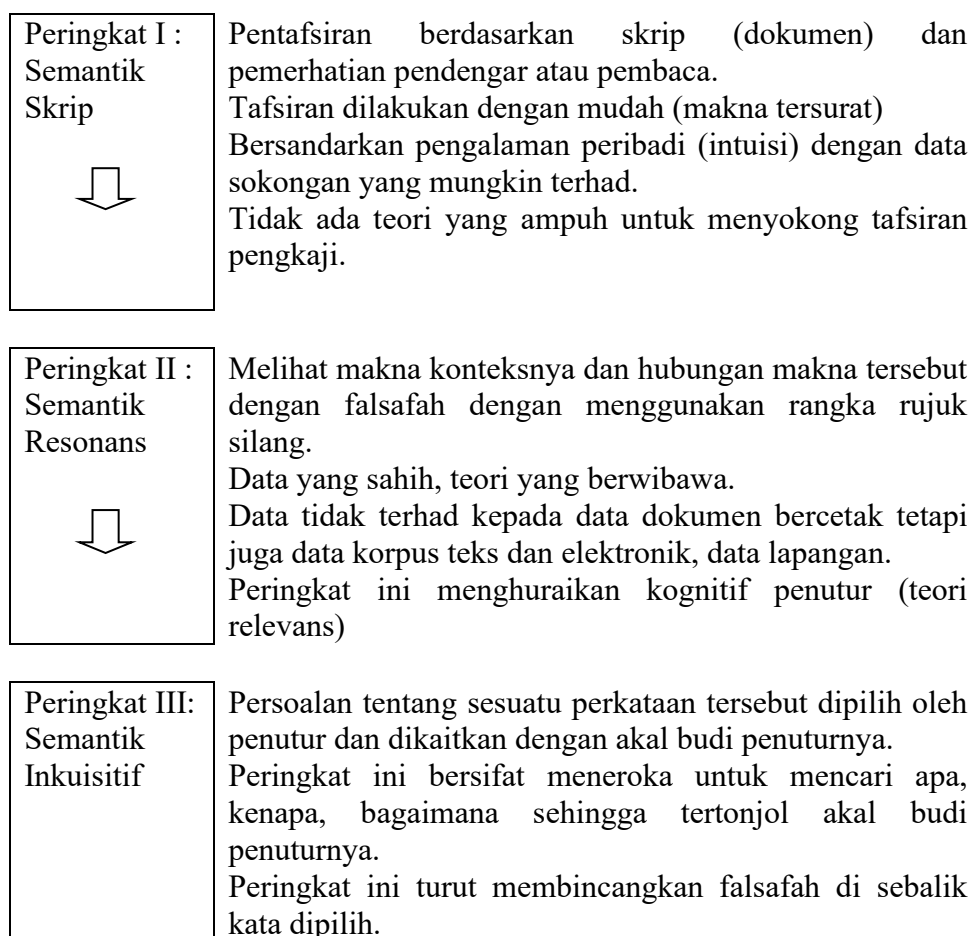 Peringkat I :
Semantik
Skrip
Pentafsiran berdasarkan skrip (dokumen) dan
pemerhatian pendengar atau pembaca.
Tafsiran dilakukan dengan mudah (makna tersurat)
Bersandarkan pengalaman peribadi (intuisi) dengan data
sokongan yang mungkin terhad.
Tidak ada teori yang ampuh untuk menyokong tafsiran
pengkaji.
Peringkat II :
Semantik
Resonans
Melihat makna konteksnya dan hubungan makna tersebut
dengan falsafah dengan menggunakan rangka rujuk
silang.
Data yang sahih, teori yang berwibawa.
Data tidak terhad kepada data dokumen bercetak tetapi
juga data korpus teks dan elektronik, data lapangan.
Peringkat ini menghuraikan kognitif penutur (teori
relevans)
Peringkat III:
Semantik
Inkuisitif
Persoalan tentang sesuatu perkataan tersebut dipilih oleh
penutur dan dikaitkan dengan akal budi penuturnya.
Peringkat ini bersifat meneroka untuk mencari apa,
kenapa, bagaimana sehingga tertonjol akal budi
penuturnya.
Peringkat ini turut membincangkan falsafah di sebalik
kata dipilih.